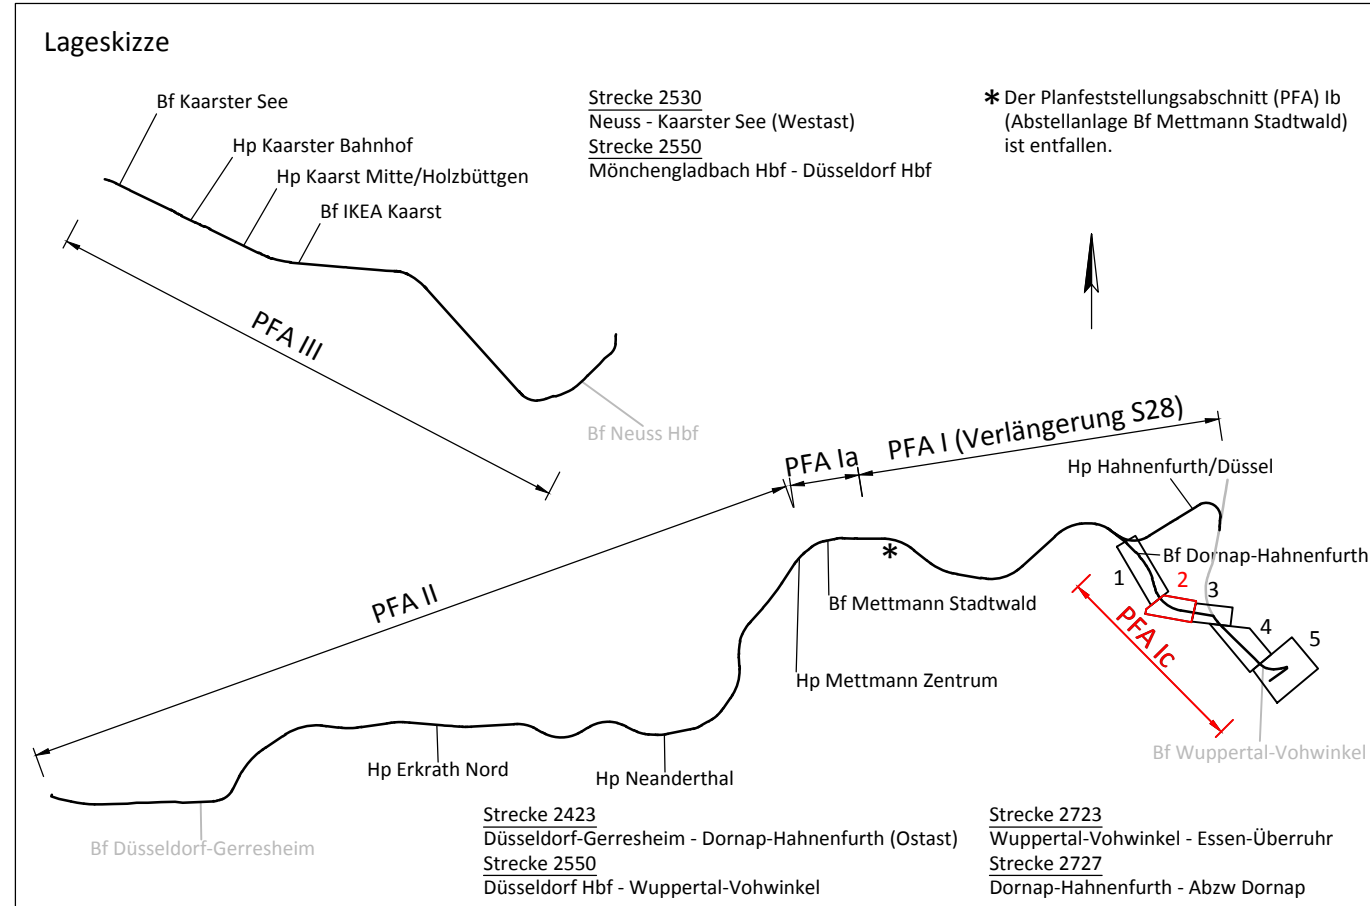 Lageskizze
Bf Kaarster See
Hp Kaarster Bahnhof
Hp Kaarst Mitte/Holzbüttgen
Bf IKEA Kaarst
Strecke 2530
Neuss - Kaarster See (Westast)
Strecke 2550
Mönchengladbach Hbf - Düsseldorf Hbf
* Der Planfeststellungsabschnitt (PFA) Ib
(Abstellanlage Bf Mettmann Stadtwald)
ist entfallen.
PFA III
Bf Neuss Hbf
PFA Ia
PFA I (Verlängerung S28)
Hp Hahnenfurth/Düssel
Bf Dornap-Hahnenfurth
*
1
2
3
4
5
PFA Ic
PFA II
Bf Mettmann Stadtwald
Hp Mettmann Zentrum
Bf Wuppertal-Vohwinkel
Hp Erkrath Nord
Hp Neanderthal
Bf Düsseldorf-Gerresheim
Strecke 2423
Düsseldorf-Gerresheim - Dornap-Hahnenfurth (Ostast)
Strecke 2550
Düsseldorf Hbf - Wuppertal-Vohwinkel
Strecke 2723
Wuppertal-Vohwinkel - Essen-Überruhr
Strecke 2727
Dornap-Hahnenfurth - Abzw Dornap